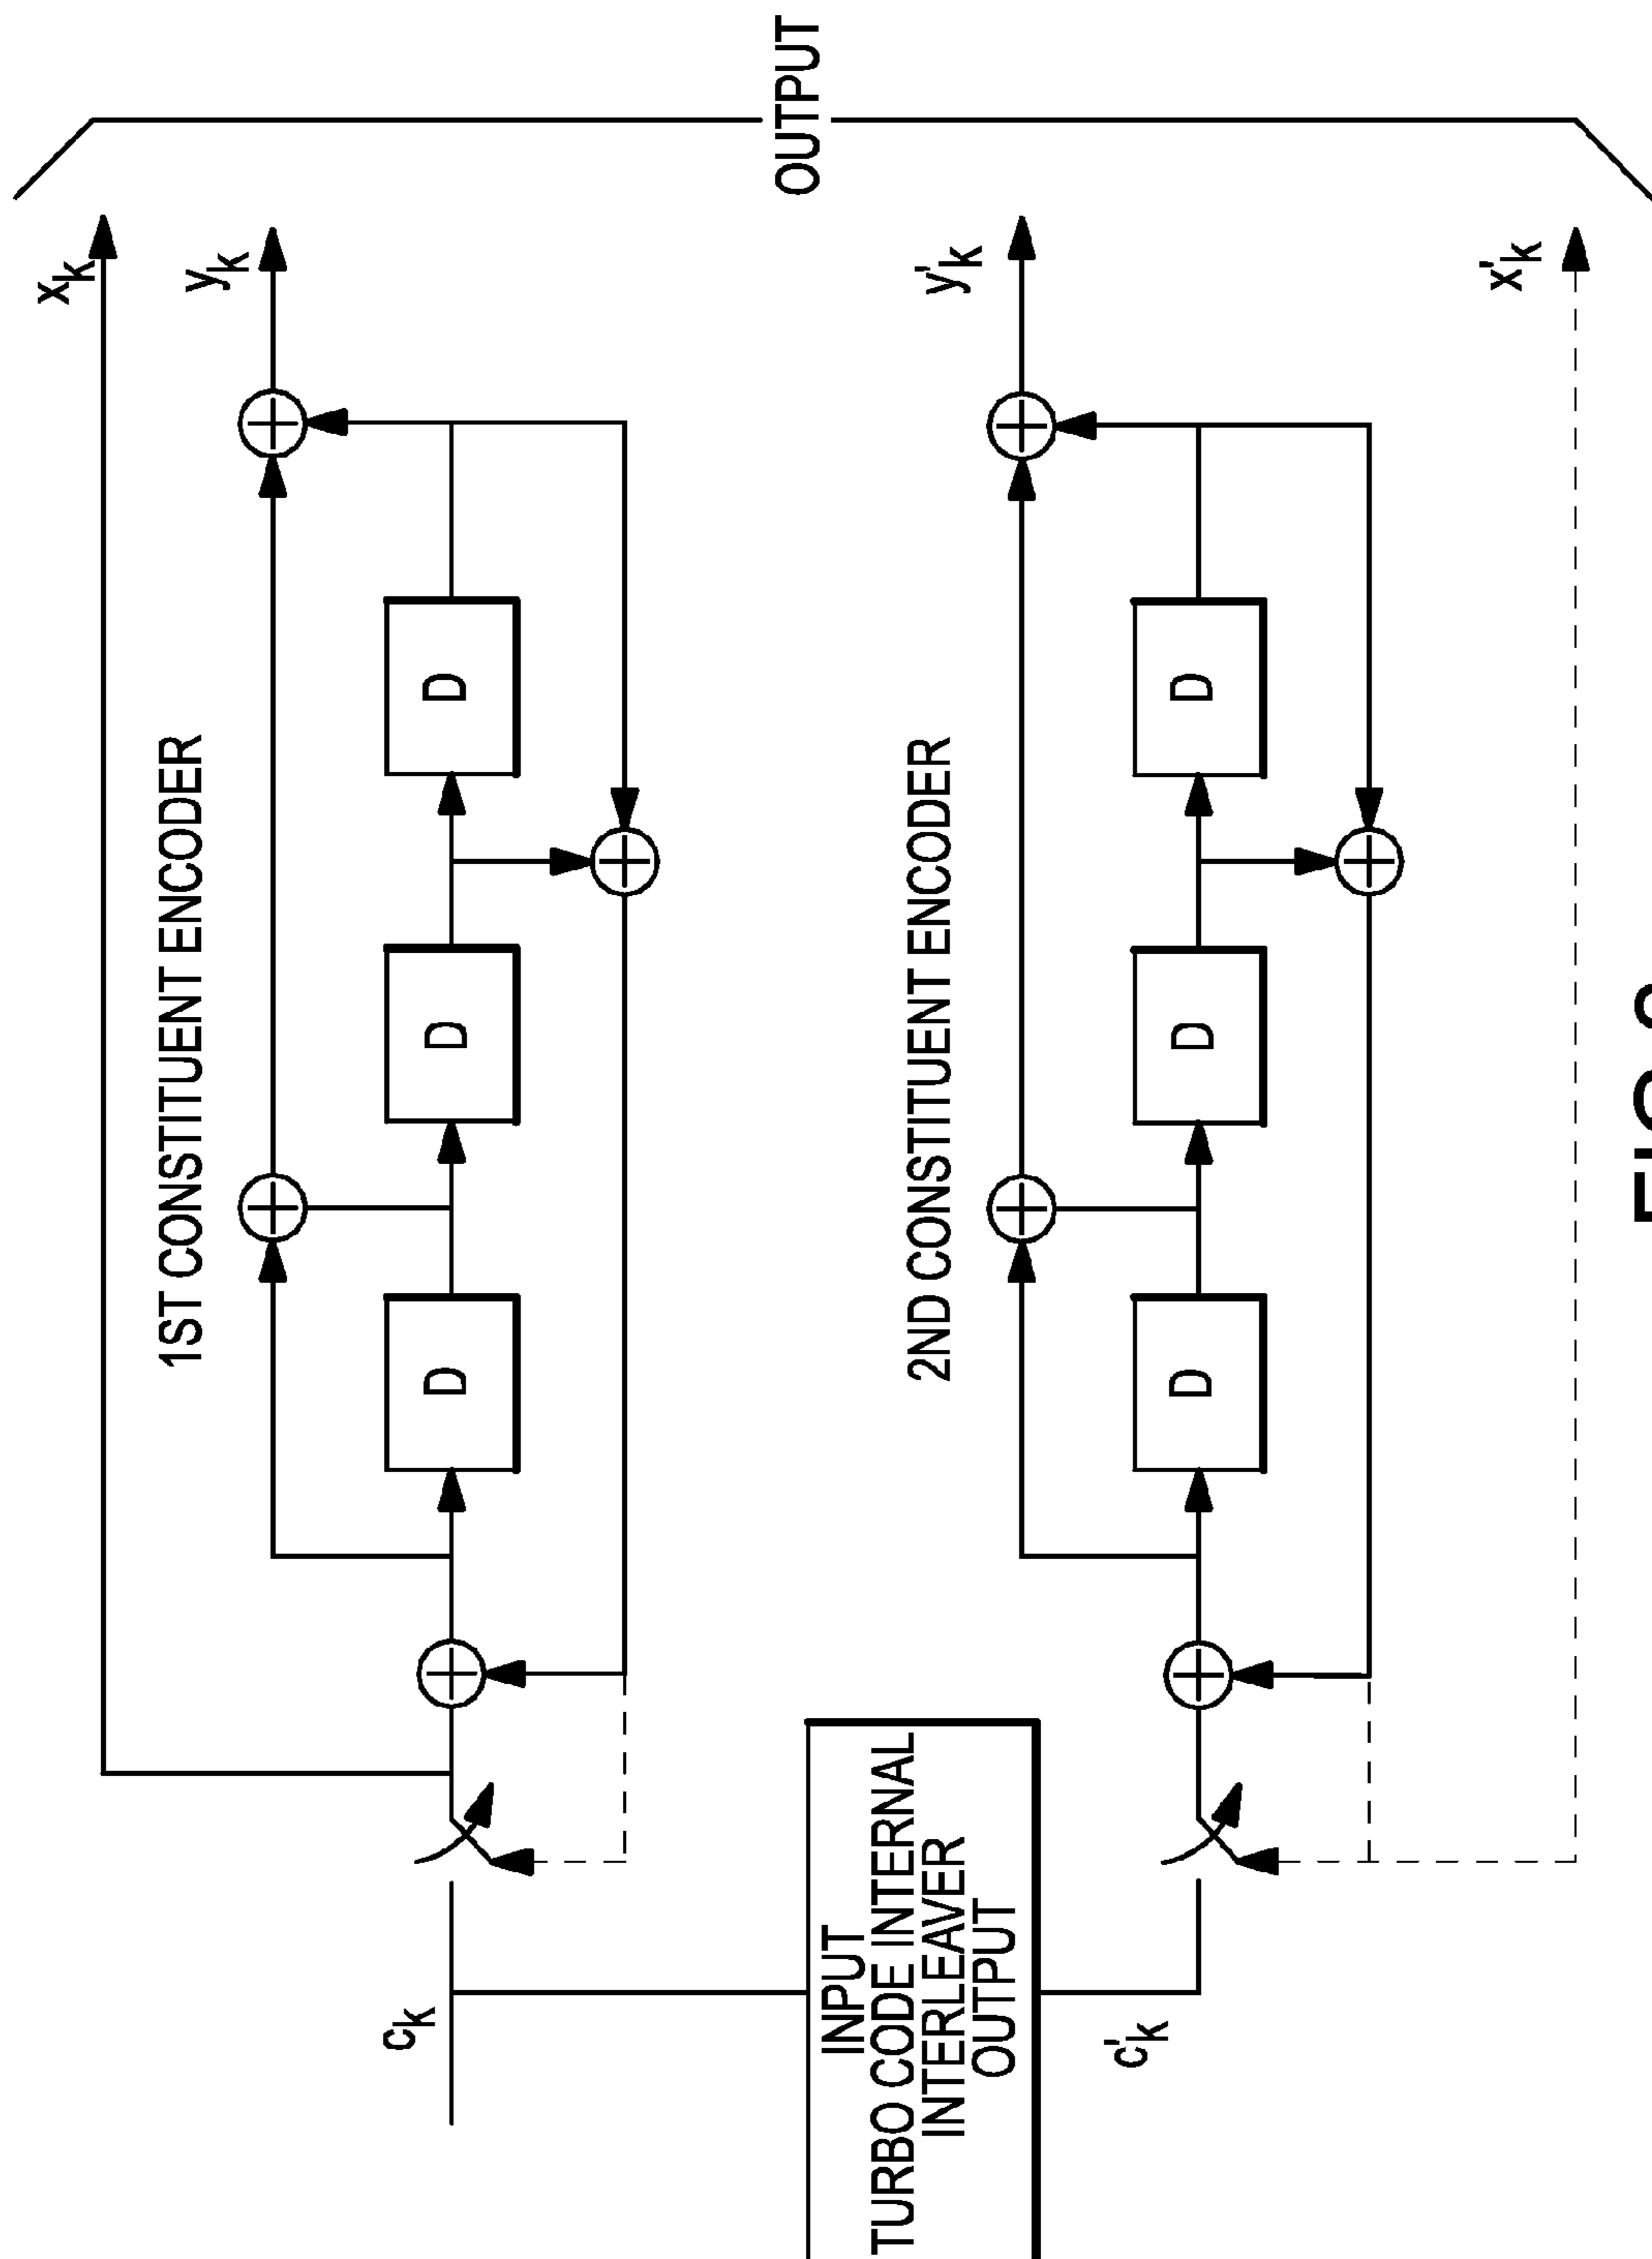 x_k
1ST CONSTITUENT ENCODER
y_k
D
D
D
c_k
OUTPUT
INPUT
TURBO CODE INTERNAL
INTERLEAVER
OUTPUT
2ND CONSTITUENT ENCODER
y'_k
D
D
D
c'_k
x'_k